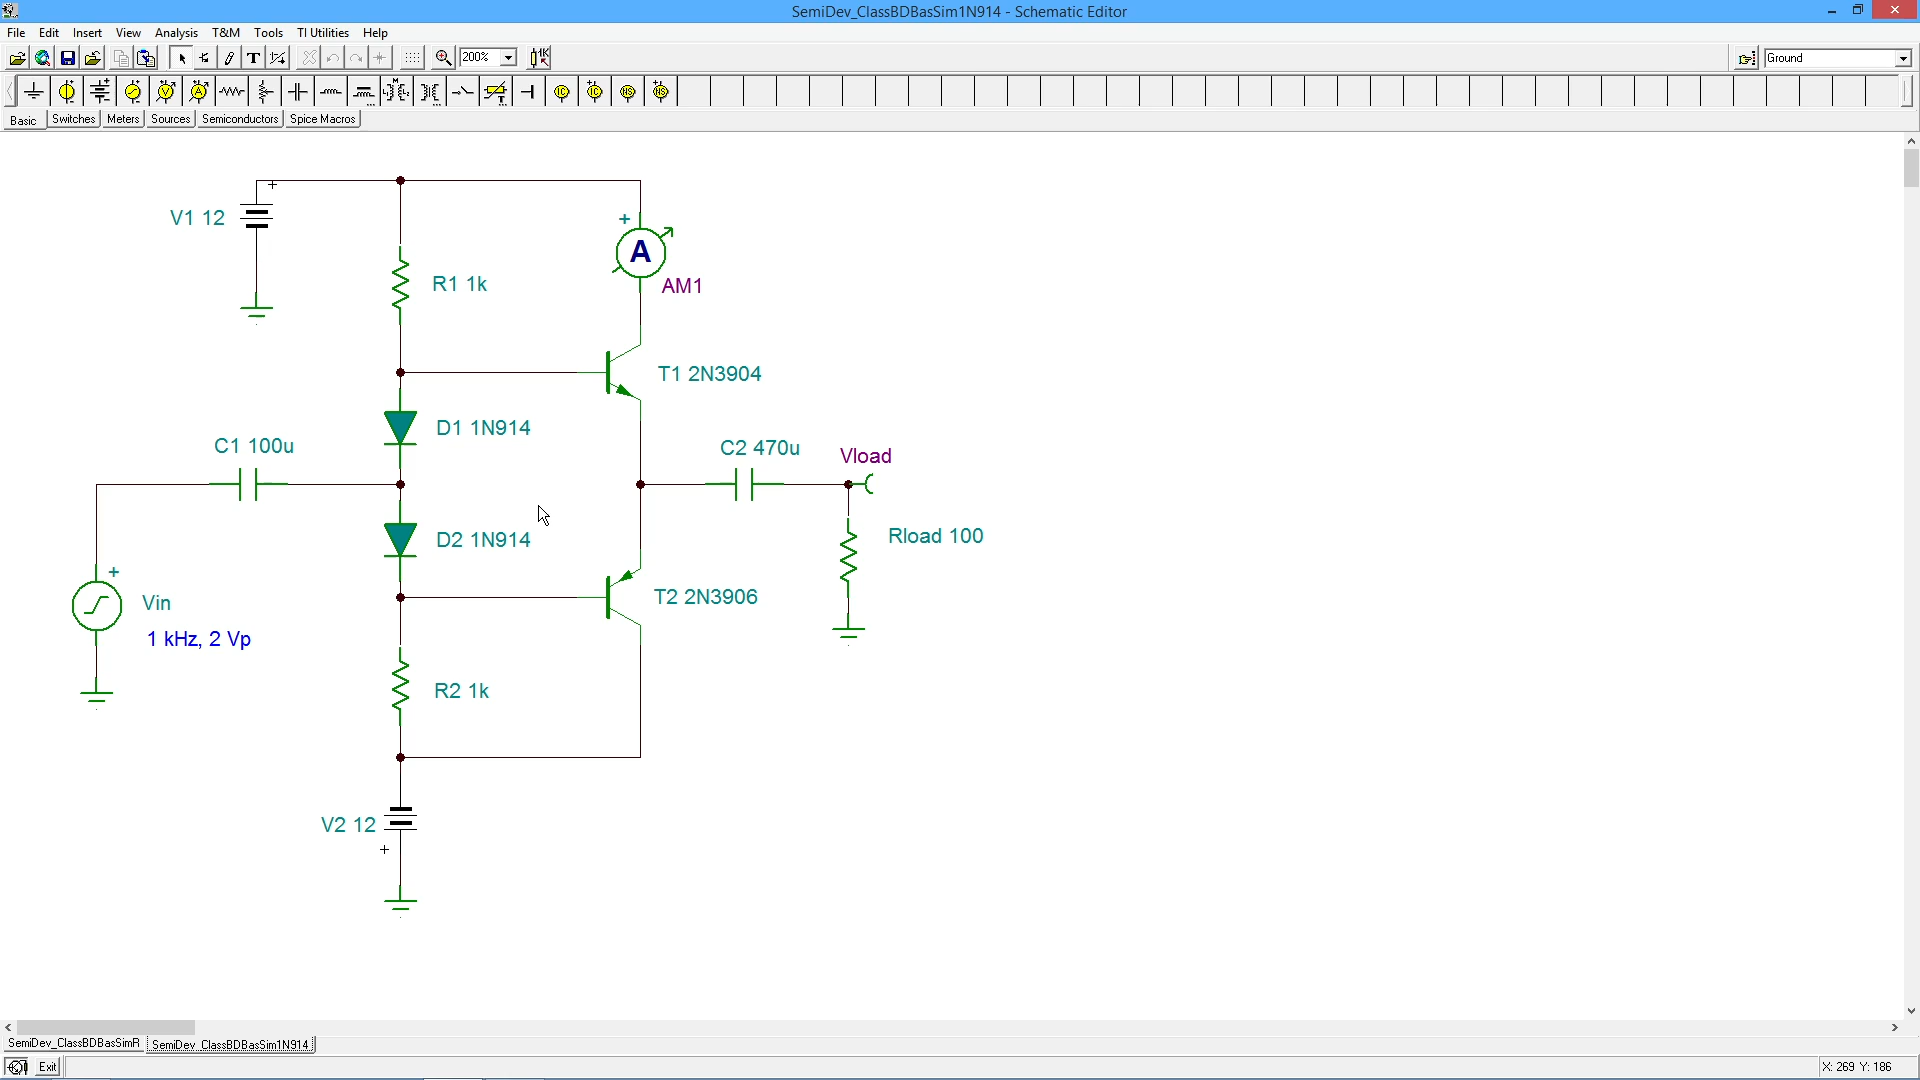 SemiDev_ClassBDBasSim1N914 - Schematic Editor
File Edit Insert View Analysis T&M Tools TI Utilities Help
T 200% 1K Ground
Basic Switches Meters Sources Semiconductors Spice Macros
+
V1 12
+
A
AM1
R1 1k
T1 2N3904
D1 1N914
C1 100u
C2 470u
Vload
D2 1N914
Rload 100
+
Vin
1 kHz, 2 Vp
T2 2N3906
R2 1k
V2 12
+
SemiDev_ClassBDBasSimR SemiDev_ClassBDBasSim1N914
Exit X: 269 Y: 186